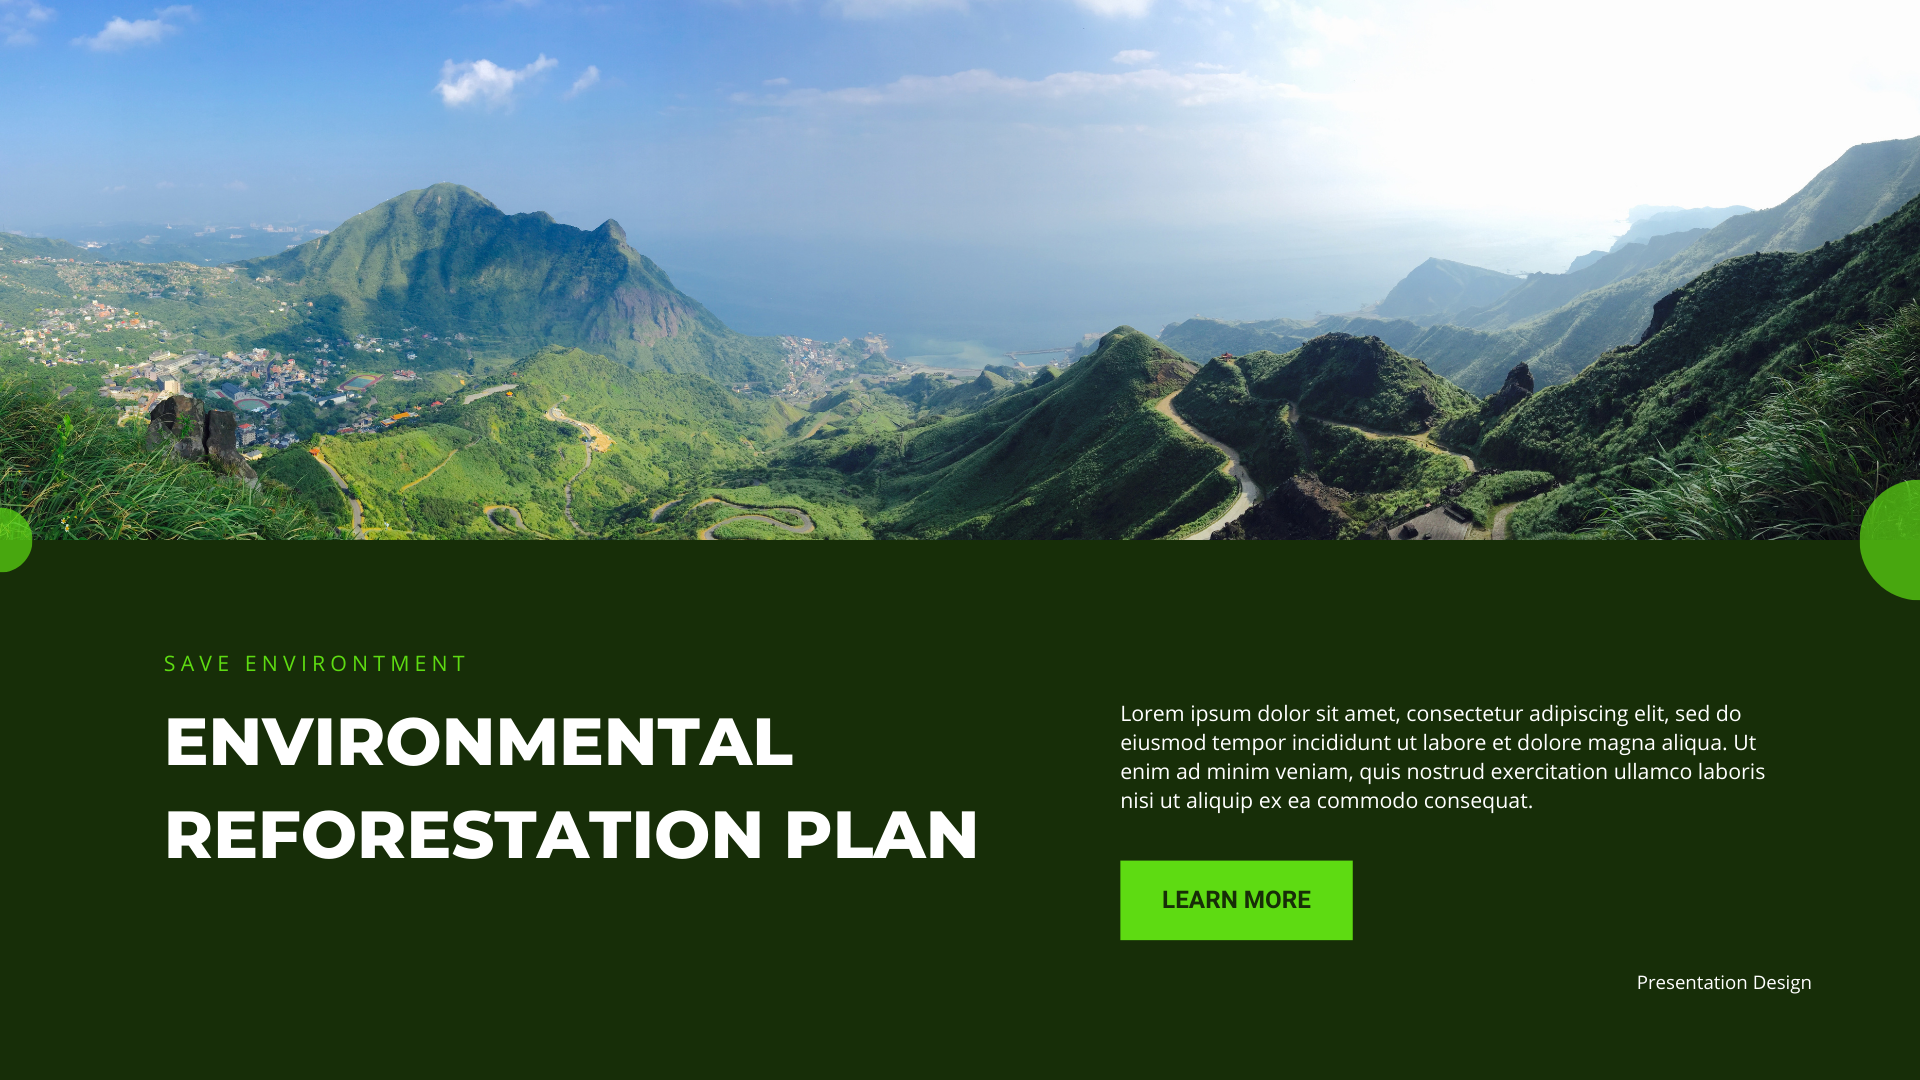 SAVE ENVIRONTMENT
ENVIRONMENTAL
REFORESTATION PLAN
Lorem ipsum dolor sit amet, consectetur adipiscing elit, sed do
eiusmod tempor incididunt ut labore et dolore magna aliqua. Ut
enim ad minim veniam, quis nostrud exercitation ullamco laboris
nisi ut aliquip ex ea commodo consequat.
LEARN MORE
Presentation Design